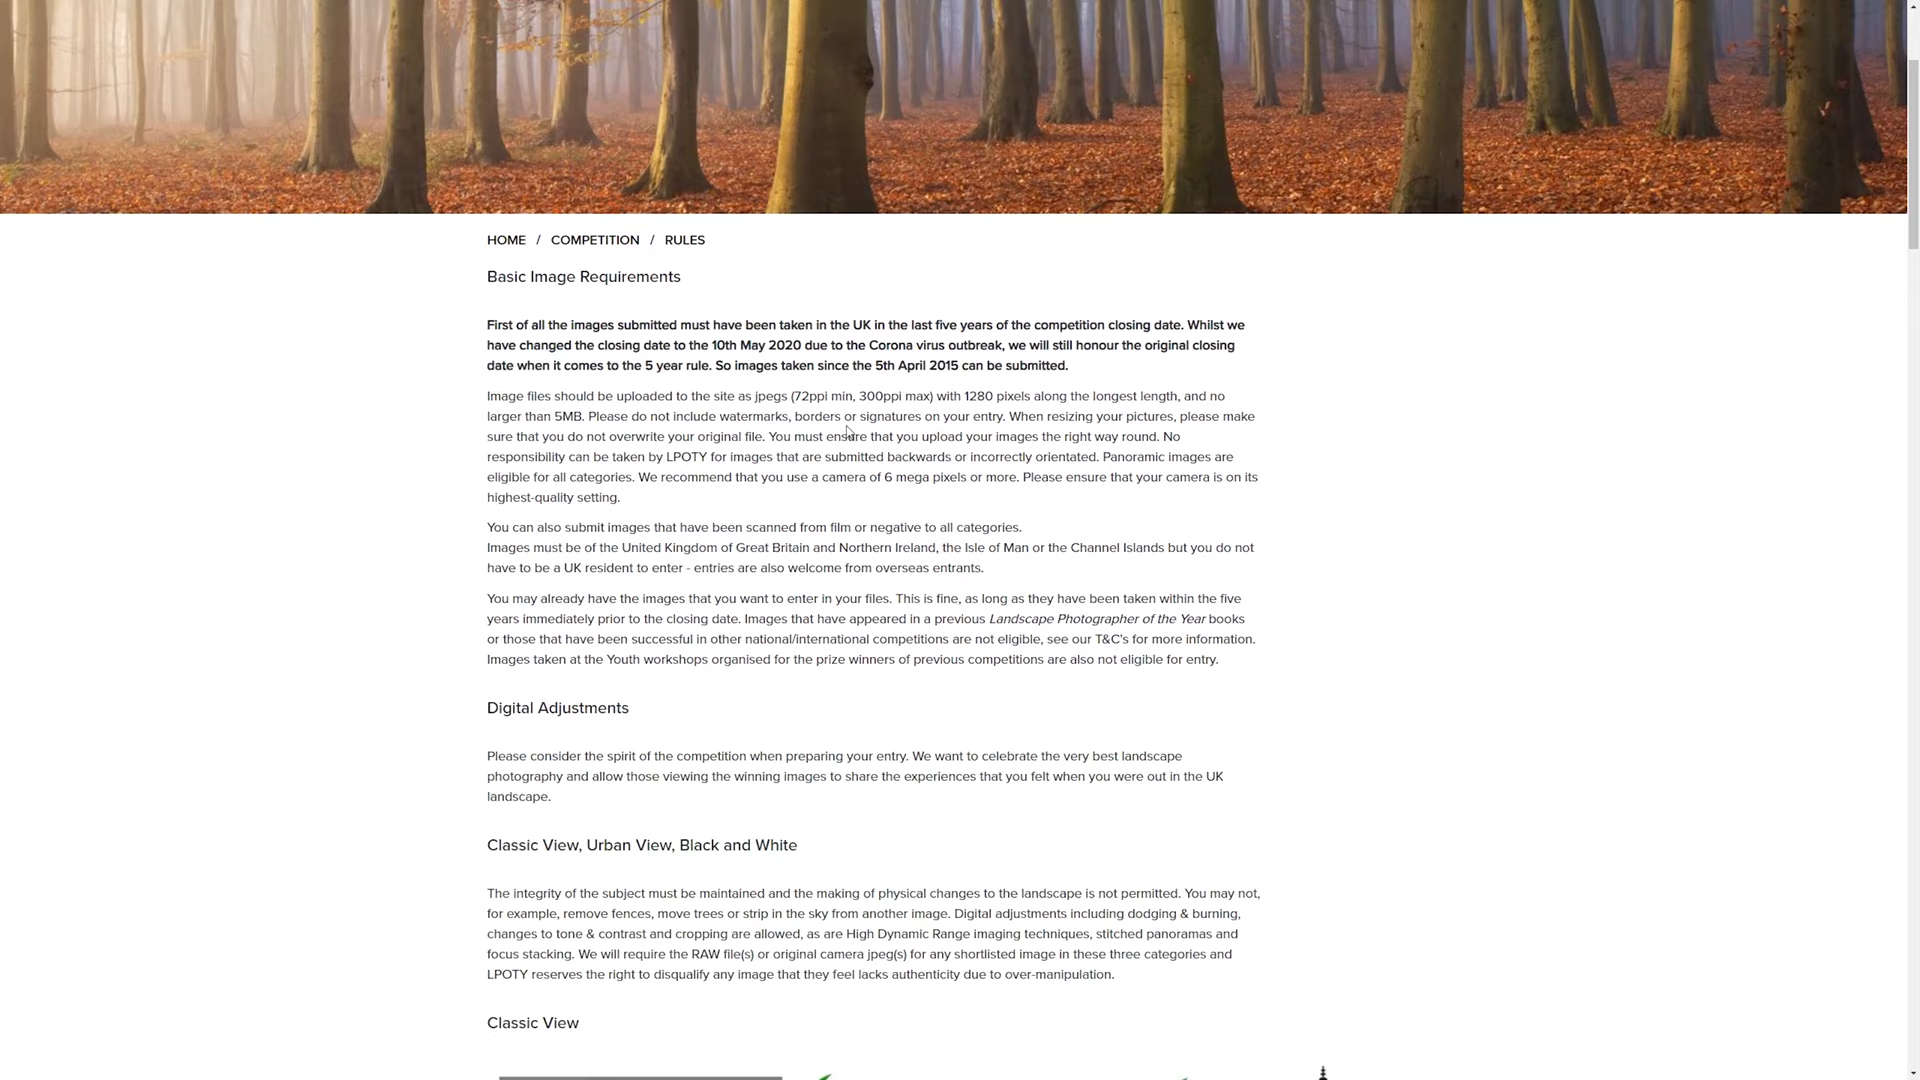 HOME / COMPETITION / RULES
Basic Image Requirements
First of all the images submitted must have been taken in the UK in the last five years of the competition closing date. Whilst we
have changed the closing date to the 10th May 2020 due to the Corona virus outbreak, we will still honour the original closing
date when it comes to the 5 year rule. So images taken since the 5th April 2015 can be submitted.
Image files should be uploaded to the site as jpegs (72ppi min, 300ppi max) with 1280 pixels along the longest length, and no
larger than 5MB. Please do not include watermarks, borders or signatures on your entry. When resizing your pictures, please make
sure that you do not overwrite your original file. You must ensure that you upload your images the right way round. No
responsibility can be taken by LPOTY for images that are submitted backwards or incorrectly orientated. Panoramic images are
eligible for all categories. We recommend that you use a camera of 6 mega pixels or more. Please ensure that your camera is on its
highest-quality setting.
You can also submit images that have been scanned from film or negative to all categories.
Images must be of the United Kingdom of Great Britain and Northern Ireland, the Isle of Man or the Channel Islands but you do not
have to be a UK resident to enter - entries are also welcome from overseas entrants.
You may already have the images that you want to enter in your files. This is fine, as long as they have been taken within the five
years immediately prior to the closing date. Images that have appeared in a previous Landscape Photographer of the Year books
or those that have been successful in other national/international competitions are not eligible, see our T&C's for more information.
Images taken at the Youth workshops organised for the prize winners of previous competitions are also not eligible for entry.
Digital Adjustments
Please consider the spirit of the competition when preparing your entry. We want to celebrate the very best landscape
photography and allow those viewing the winning images to share the experiences that you felt when you were out in the UK
landscape.
Classic View, Urban View, Black and White
The integrity of the subject must be maintained and the making of physical changes to the landscape is not permitted. You may not,
for example, remove fences, move trees or strip in the sky from another image. Digital adjustments including dodging & burning,
changes to tone & contrast and cropping are allowed, as are High Dynamic Range imaging techniques, stitched panoramas and
focus stacking. We will require the RAW file(s) or original camera jpeg(s) for any shortlisted image in these three categories and
LPOTY reserves the right to disqualify any image that they feel lacks authenticity due to over-manipulation.
Classic View